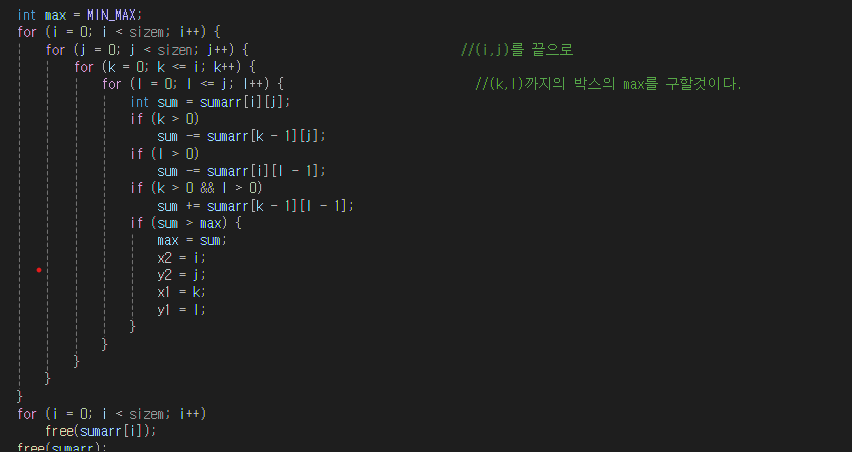 int max = MIN_MAX;
for (i = 0; i < sizem; i++) {
for (j = 0; j < sizen; j++) { //(i,j)를 끝으로
for (k = 0; k <= i; k++) {
for (l = 0; l <= j; l++) { //(k,l)까지의 박스의 max를 구할것이다.
int sum = sumarr[i][j];
if (k > 0)
sum -= sumarr[k - 1][j];
if (l > 0)
sum -= sumarr[i][l - 1];
if (k > 0 && l > 0)
sum += sumarr[k - 1][l - 1];
if (sum > max) {
max = sum;
x2 = i;
y2 = j;
x1 = k;
y1 = l;
}
}
}
}
}
for (i = 0; i < sizem; i++)
free(sumarr[i]);
free(sumarr);